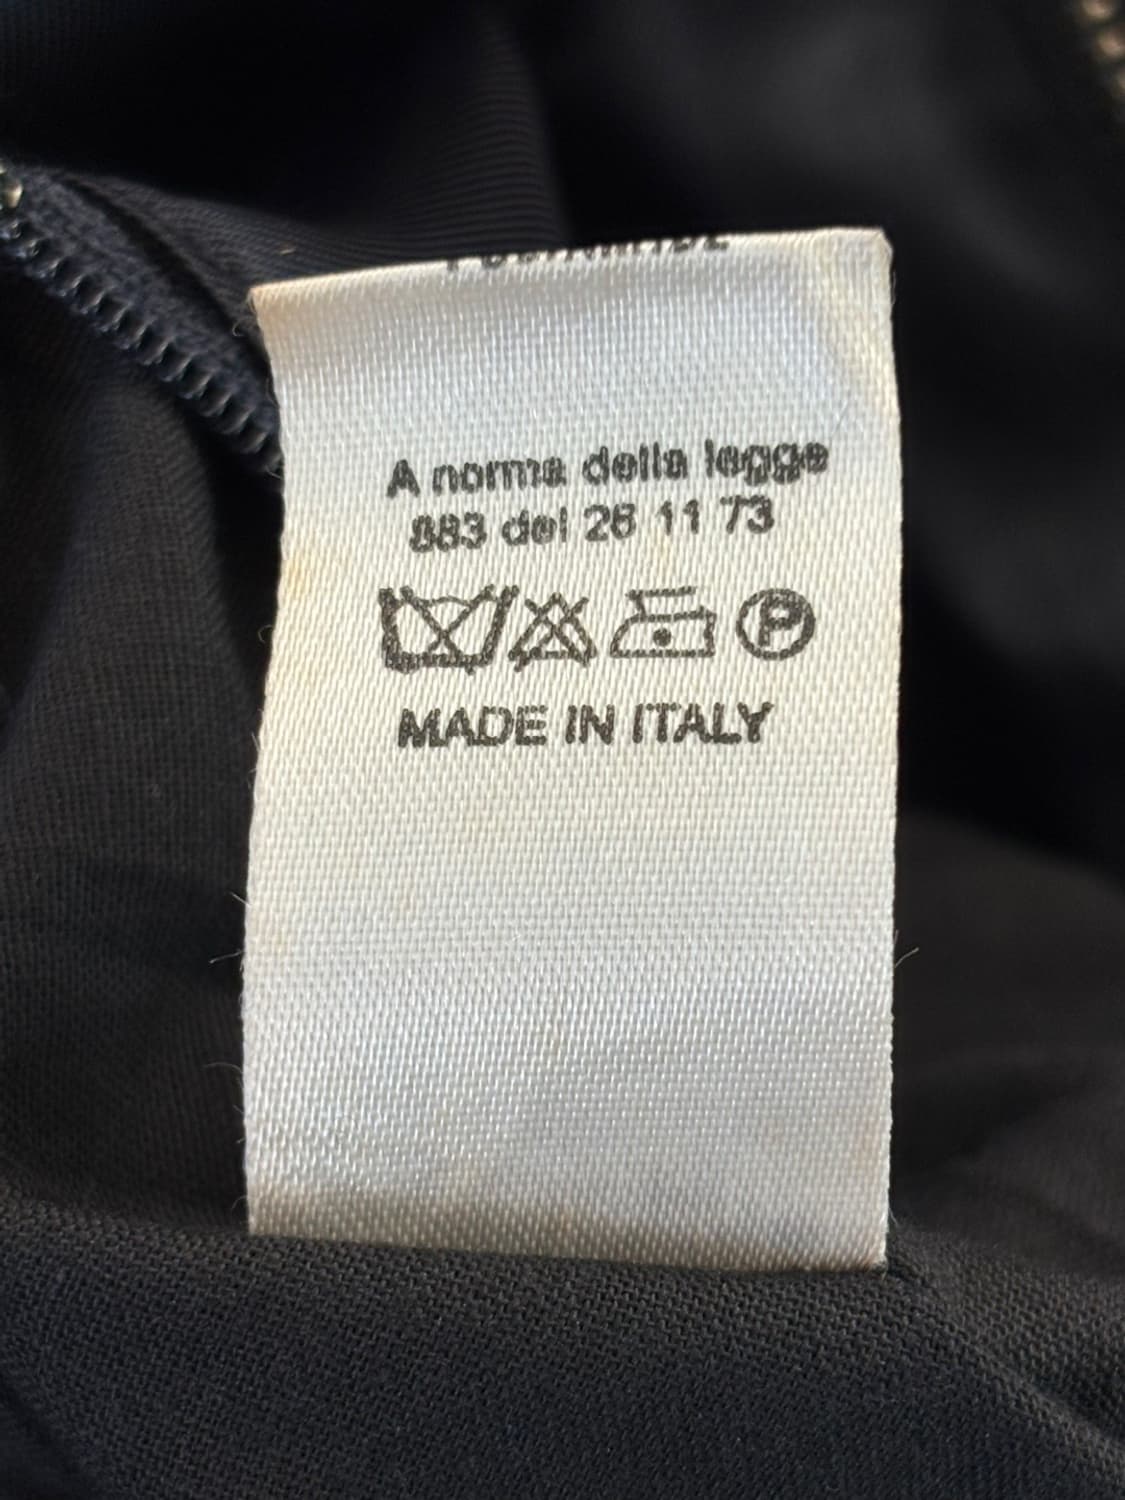 A norma della legge
883 del 26 11 73
P
MADE IN ITALY